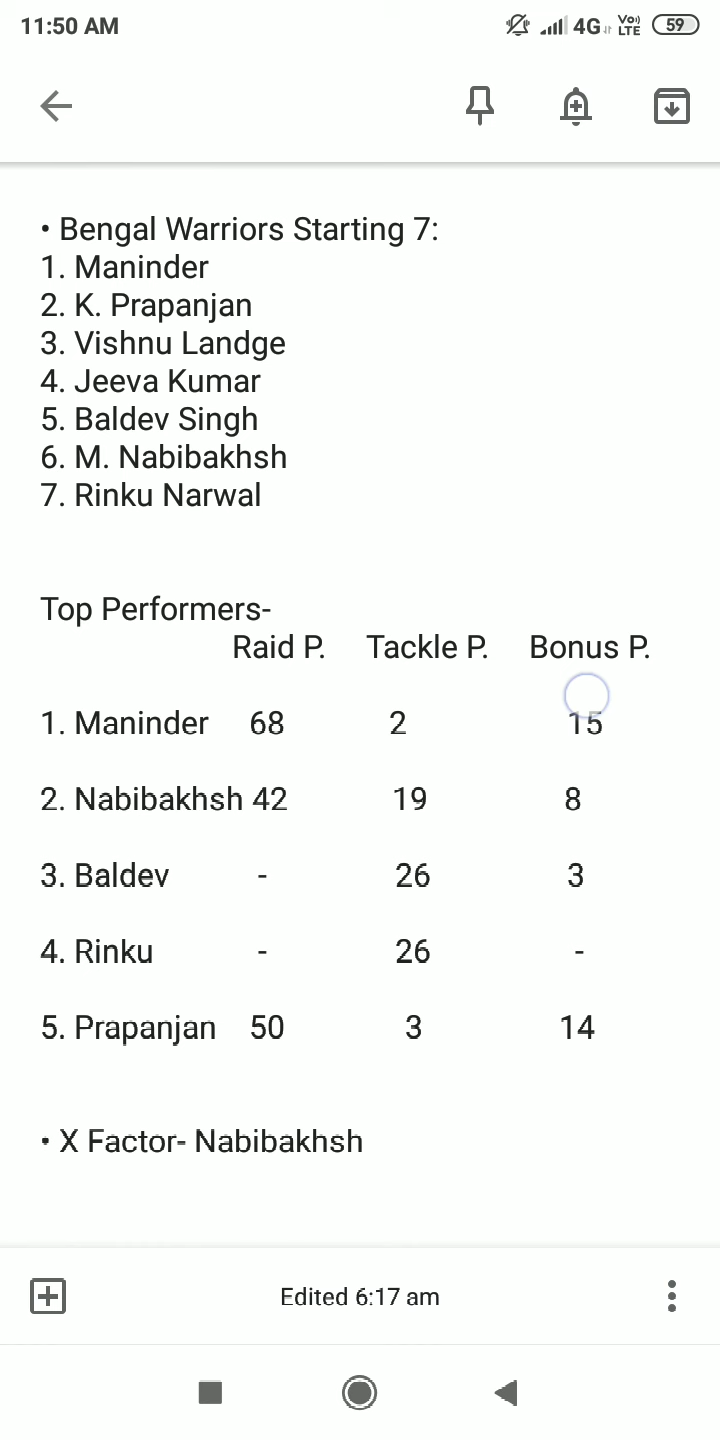 11:50 AM 4G VoLTE 59
• Bengal Warriors Starting 7:
1. Maninder
2. K. Prapanjan
3. Vishnu Landge
4. Jeeva Kumar
5. Baldev Singh
6. M. Nabibakhsh
7. Rinku Narwal
Top Performers-
Raid P. Tackle P. Bonus P.
1. Maninder 68 2 15
2. Nabibakhsh 42 19 8
3. Baldev - 26 3
4. Rinku - 26 -
5. Prapanjan 50 3 14
• X Factor- Nabibakhsh
Edited 6:17 am